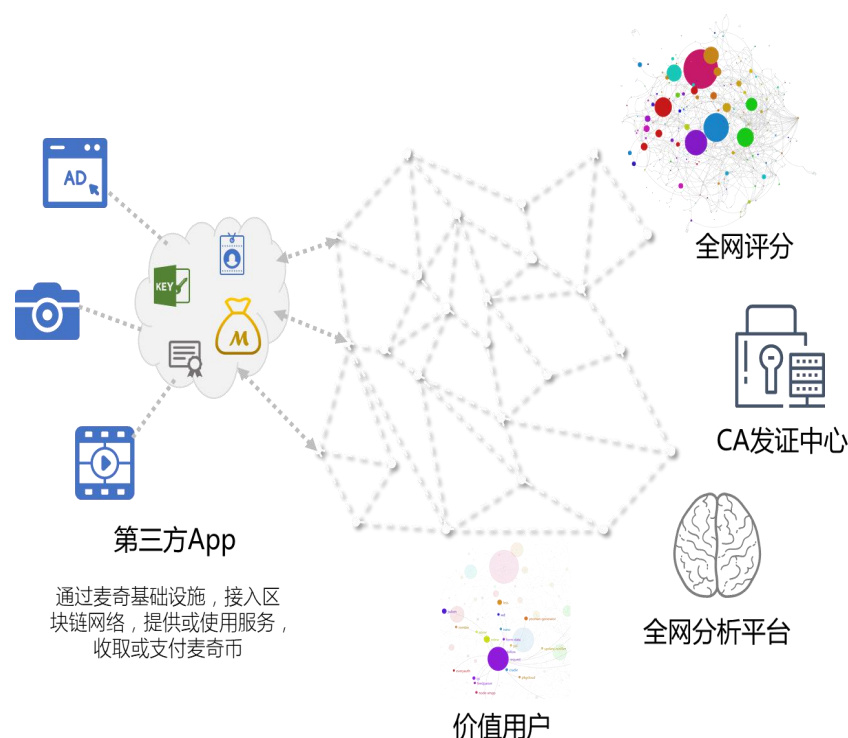 AD
KEY
M
全网评分
CA发证中心
第三方App
通过麦奇基础设施，接入区
块链网络，提供或使用服务，
收取或支付麦奇币
全网分析平台
价值用户